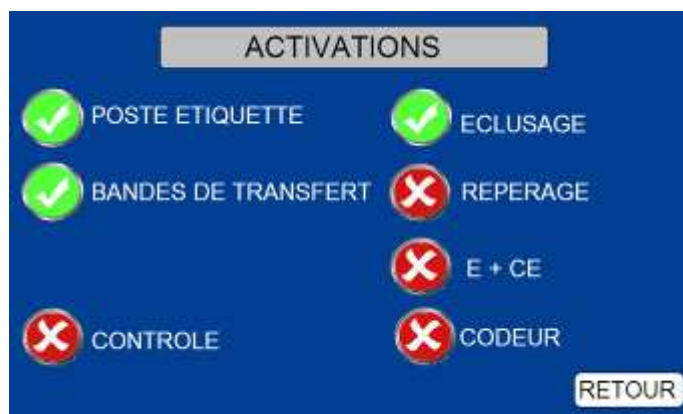 ACTIVATIONS
POSTE ETIQUETTE
ECLUSAGE
BANDES DE TRANSFERT
REPERAGE
E + CE
CONTROLE
CODEUR
RETOUR